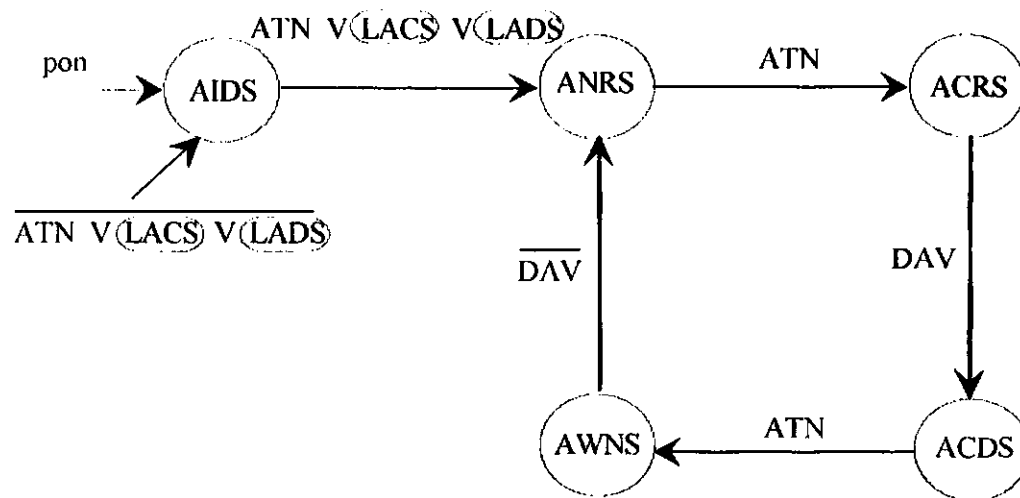 ATN V(LACS) V(LADS)
pon
AIDS
ANRS
ATN
ACRS
ATN V(LACS) V(LADS)
DAV
DAV
AWNS
ATN
ACDS